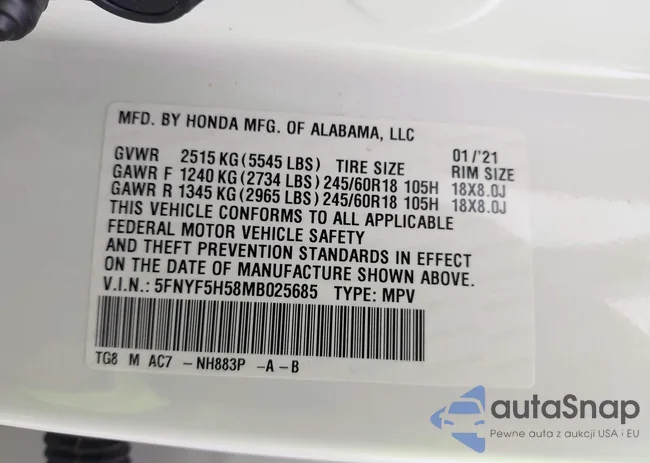 MFD. BY HONDA MFG. OF ALABAMA, LLC
GVWR 2515 KG (5545 LBS) TIRE SIZE 01/'21 RIM SIZE
GAWR F 1240 KG (2734 LBS) 245/60R18 105H 18X8.0J
GAWR R 1345 KG (2965 LBS) 245/60R18 105H 18X8.0J
THIS VEHICLE CONFORMS TO ALL APPLICABLE
FEDERAL MOTOR VEHICLE SAFETY
AND THEFT PREVENTION STANDARDS IN EFFECT
ON THE DATE OF MANUFACTURE SHOWN ABOVE.
V.I.N.: 5FNYF5H58MB025685 TYPE: MPV
TG8 M AC7 -NH883P -A -B
autaSnap
Pewne auta z aukcji USA i EU